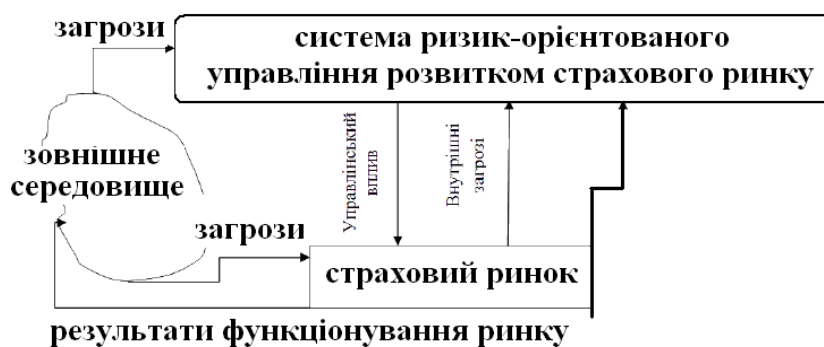 загрози
система ризик-орієнтованого
управління розвитком страхового ринку
зовнішне
середовище
Управлінський
вплив
Внутрішні
загрозі
загрози
страховий ринок
результати функціонування ринку